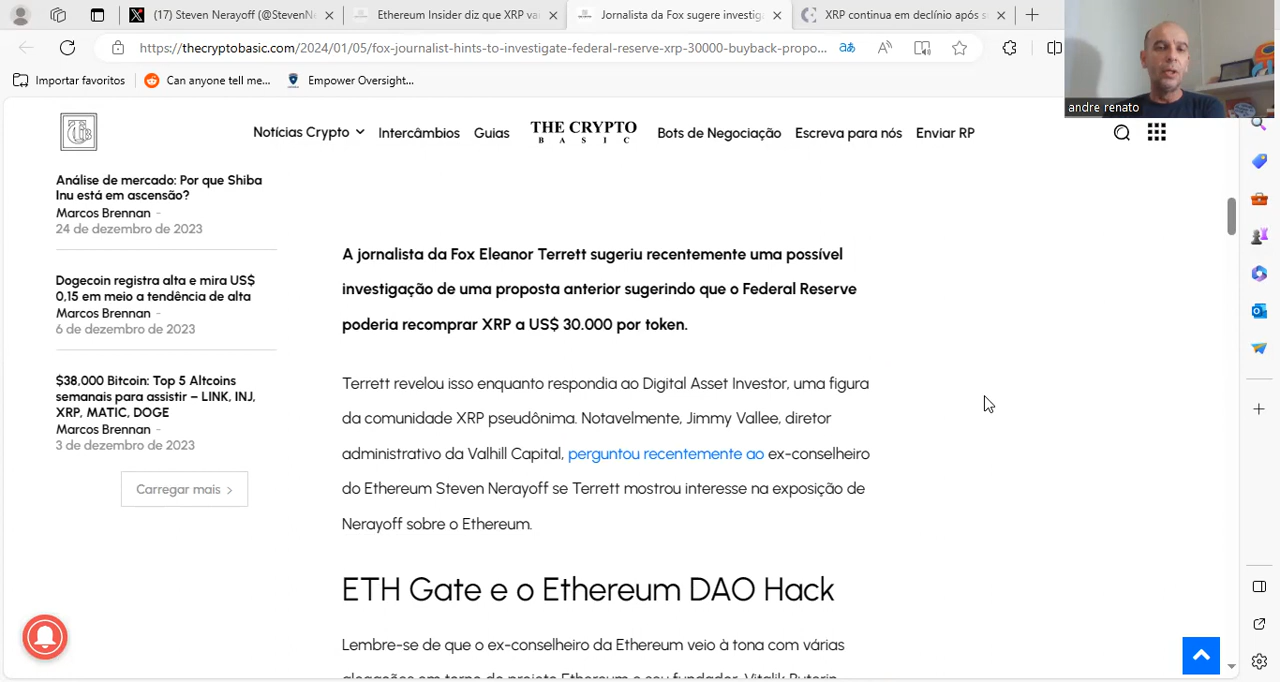 (17) Steven Nerayoff (@StevenN
Ethereum Insider diz que XRP va
Jornalista da Fox sugere investig
XRP continua em declínio após s
https://thecryptobasic.com/2024/01/05/fox-journalist-hints-to-investigate-federal-reserve-xrp-30000-buyback-propo...
Importar favoritos
Can anyone tell me...
Empower Oversight...
andre renato
Notícias Crypto
Intercâmbios
Guias
THE CRYPTO
BASIC
Bots de Negociação
Escreva para nós
Enviar RP
Análise de mercado: Por que Shiba
Inu está em ascensão?
Marcos Brennan -
24 de dezembro de 2023
Dogecoin registra alta e mira US$
0,15 em meio a tendência de alta
Marcos Brennan -
6 de dezembro de 2023
$38,000 Bitcoin: Top 5 Altcoins
semanais para assistir – LINK, INJ,
XRP, MATIC, DOGE
Marcos Brennan -
3 de dezembro de 2023
Carregar mais
A jornalista da Fox Eleanor Terrett sugeriu recentemente uma possível
investigação de uma proposta anterior sugerindo que o Federal Reserve
poderia recomprar XRP a US$ 30.000 por token.
Terrett revelou isso enquanto respondia ao Digital Asset Investor, uma figura
da comunidade XRP pseudônima. Notavelmente, Jimmy Vallee, diretor
administrativo da Valhill Capital, perguntou recentemente ao ex-conselheiro
do Ethereum Steven Nerayoff se Terrett mostrou interesse na exposição de
Nerayoff sobre o Ethereum.
ETH Gate e o Ethereum DAO Hack
Lembre-se de que o ex-conselheiro da Ethereum veio à tona com várias
alegações em torno do projeto Ethereum e seu fundador, Vitalik Buterin